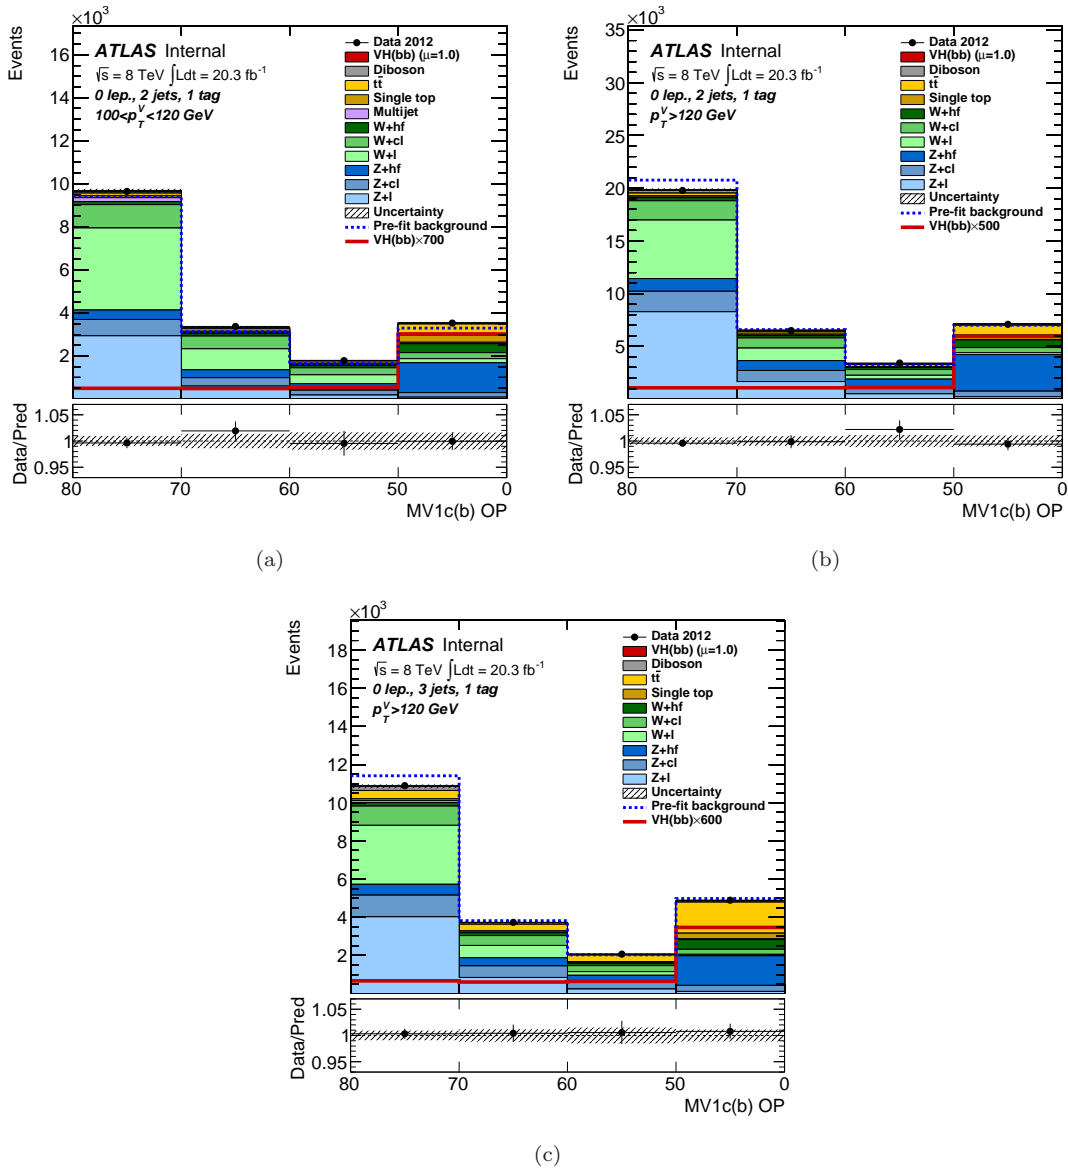 ×10³
Events
16
14
12
10
8
6
4
2
ATLAS Internal
√s = 8 TeV ∫Ldt = 20.3 fb⁻¹
0 lep., 2 jets, 1 tag
100<p_T^V<120 GeV
Data 2012
VH(bb) (μ=1.0)
Diboson
tt̄
Single top
Multijet
W+hf
W+cl
W+l
Z+hf
Z+cl
Z+l
Uncertainty
Pre-fit background
VH(bb)×700
Data/Pred
1.05
1
0.95
80 70 60 50 0
MV1c(b) OP
(a)
×10³
Events
35
30
25
20
15
10
5
ATLAS Internal
√s = 8 TeV ∫Ldt = 20.3 fb⁻¹
0 lep., 2 jets, 1 tag
p_T^V>120 GeV
Data 2012
VH(bb) (μ=1.0)
Diboson
tt̄
Single top
W+hf
W+cl
W+l
Z+hf
Z+cl
Z+l
Uncertainty
Pre-fit background
VH(bb)×500
Data/Pred
1.05
1
0.95
80 70 60 50 0
MV1c(b) OP
(b)
×10³
Events
18
16
14
12
10
8
6
4
2
ATLAS Internal
√s = 8 TeV ∫Ldt = 20.3 fb⁻¹
0 lep., 3 jets, 1 tag
p_T^V>120 GeV
Data 2012
VH(bb) (μ=1.0)
Diboson
tt̄
Single top
W+hf
W+cl
W+l
Z+hf
Z+cl
Z+l
Uncertainty
Pre-fit background
VH(bb)×600
Data/Pred
1.05
1
0.95
80 70 60 50 0
MV1c(b) OP
(c)